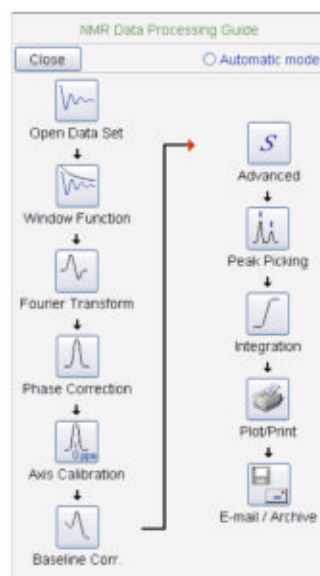 NMR Data Processing Guide
Close
Automatic mode
Open Data Set
Window Function
Fourier Transform
Phase Correction
0 ppm
Axis Calibration
Baseline Corr.
S
Advanced
Peak Picking
Integration
Plot/Print
E-mail / Archive